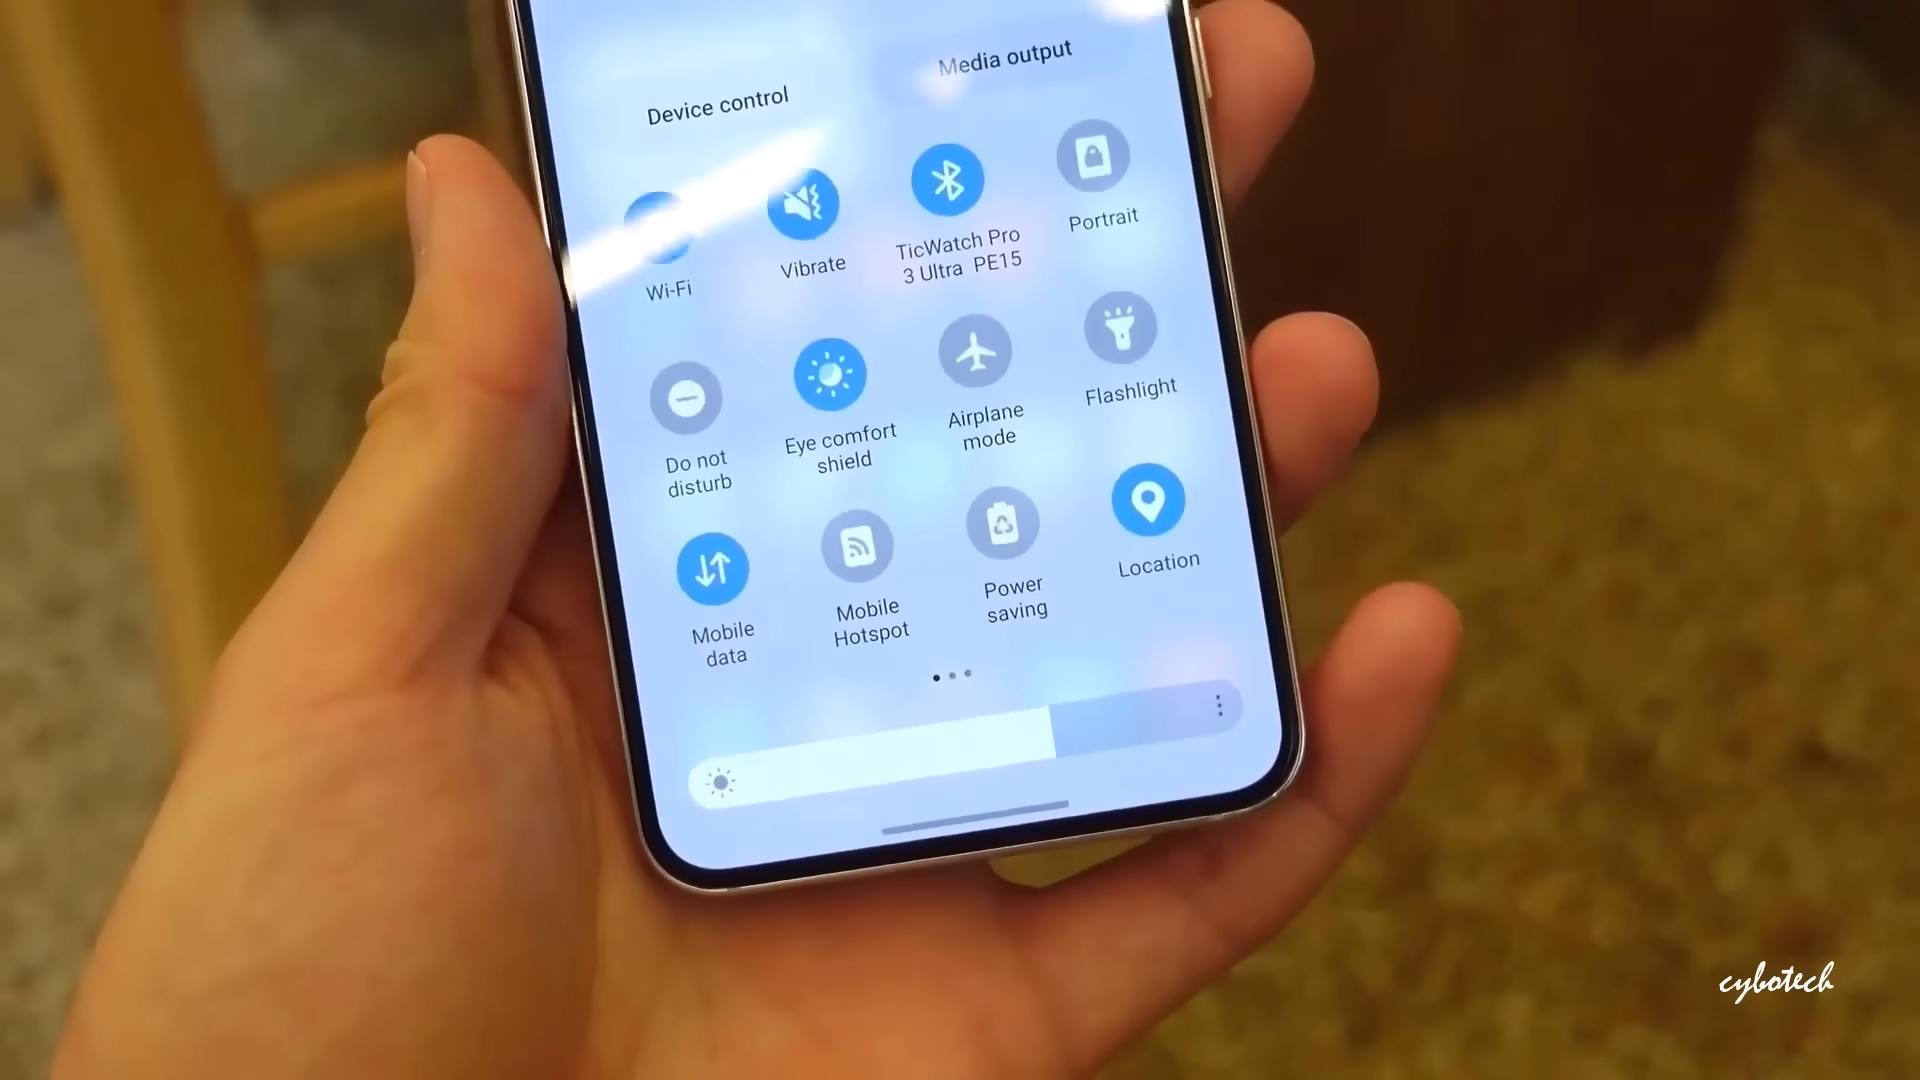 Device control
Media output
Wi-Fi
Vibrate
TicWatch Pro
3 Ultra PE15
Portrait
Do not
disturb
Eye comfort
shield
Airplane
mode
Flashlight
Mobile
data
Mobile
Hotspot
Power
saving
Location
cybotech